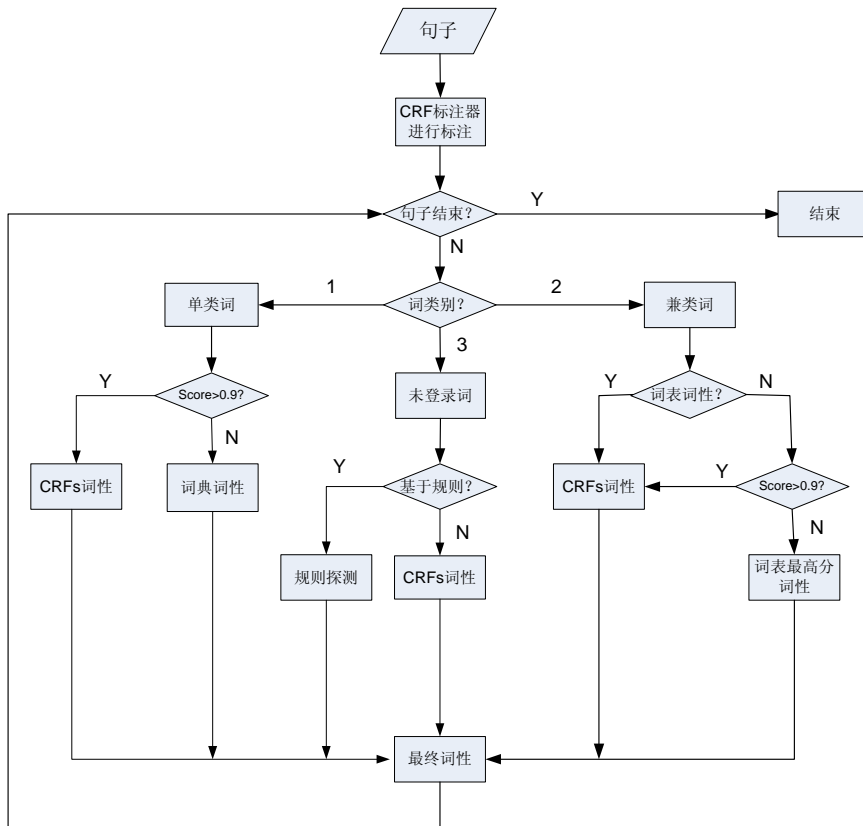 句子
CRF标注器
进行标注
句子结束?
Y
结束
N
1
词类别?
2
单类词
兼类词
3
Y
Score>0.9?
N
未登录词
Y
词表词性?
N
CRFs词性
词典词性
Y
基于规则?
N
CRFs词性
Y
Score>0.9?
N
规则探测
CRFs词性
词表最高分
词性
最终词性